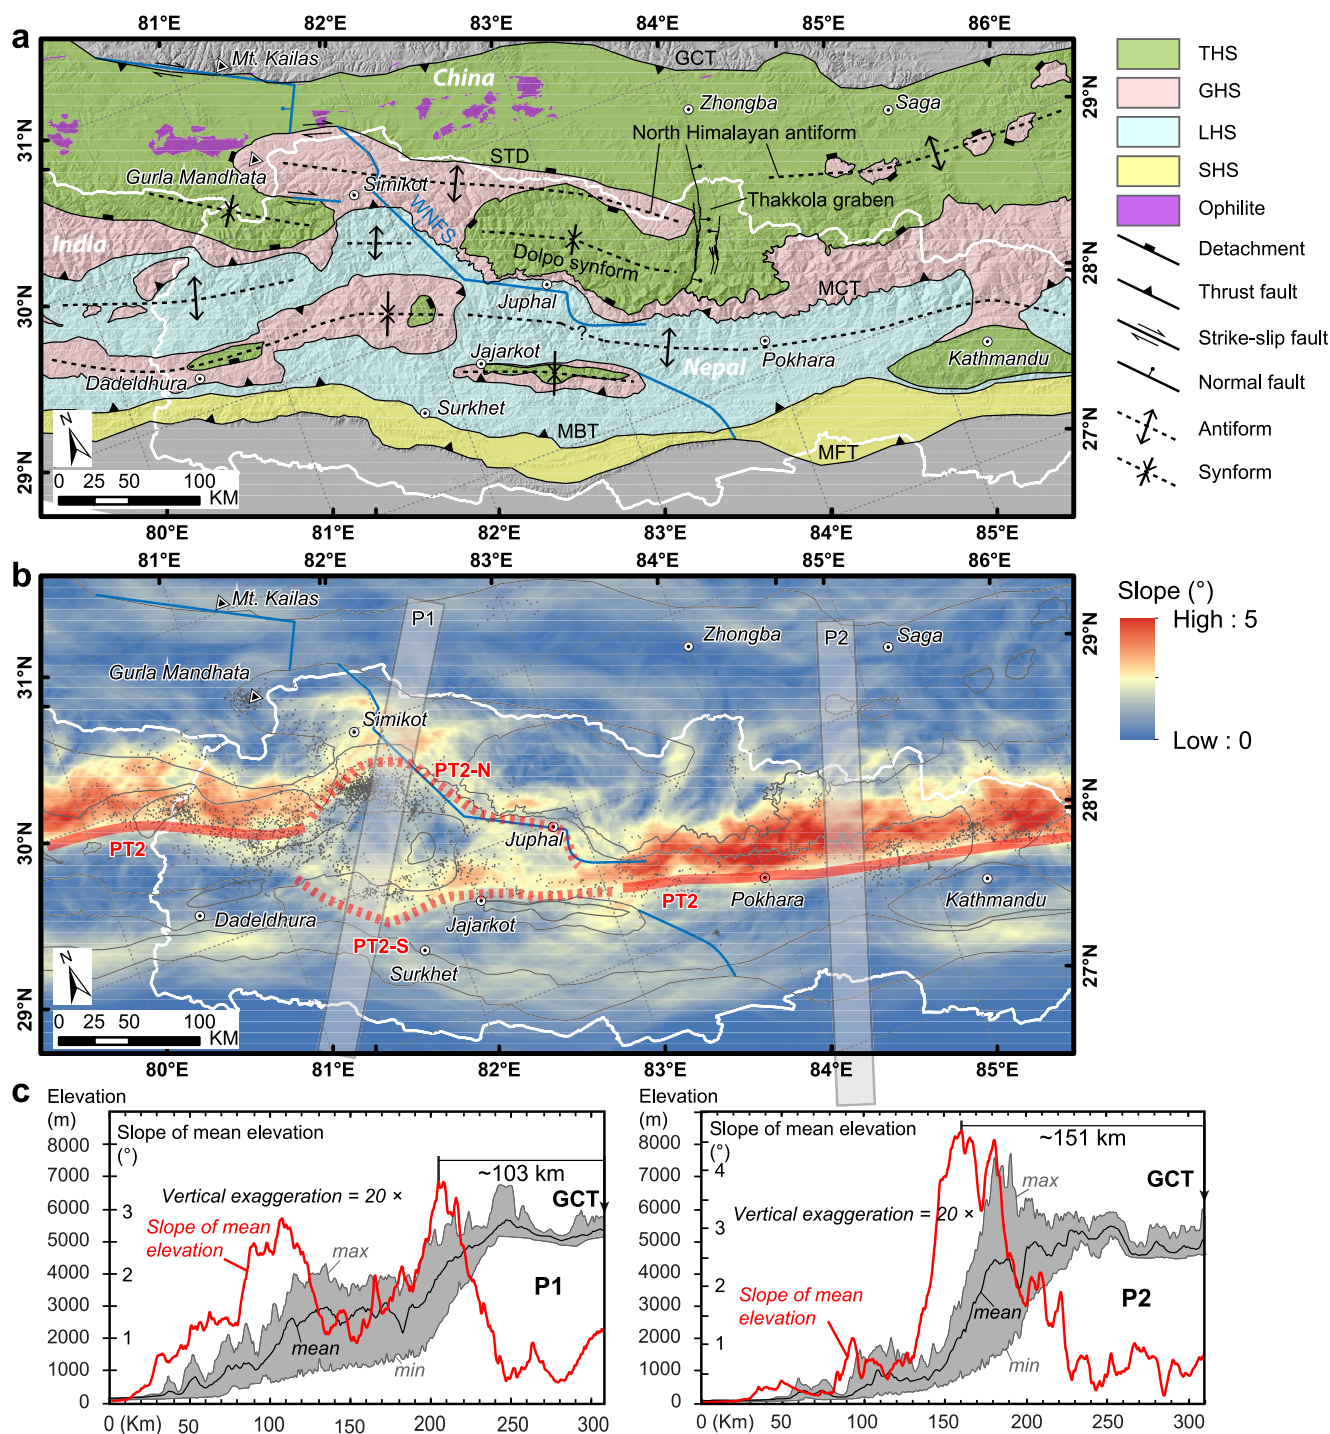 a
81°E 82°E 83°E 84°E 85°E 86°E
GCT
Mt. Kailas
China
Zhongba
Saga
North Himalayan antiform
STD
Gurla Mandhata
Simikot
Thakkola graben
WNFS
India
Dolpo synform
Juphal
MCT
?
Jajarkot
Pokhara
Nepal
Kathmandu
Dadeldhura
Surkhet
MBT
MFT
N
0 25 50 100
KM
31°N
30°N
29°N
29°N
28°N
27°N
80°E 81°E 82°E 83°E 84°E 85°E
THS
GHS
LHS
SHS
Ophilite
Detachment
Thrust fault
Strike-slip fault
Normal fault
Antiform
Synform
b
81°E 82°E 83°E 84°E 85°E 86°E
Mt. Kailas
P1
Zhongba
P2
Saga
Gurla Mandhata
Simikot
PT2-N
Juphal
PT2
PT2
Pokhara
Kathmandu
Dadeldhura
Jajarkot
PT2-S
Surkhet
N
0 25 50 100
KM
31°N
30°N
29°N
29°N
28°N
27°N
80°E 81°E 82°E 83°E 84°E 85°E
Slope (°)
High : 5
Low : 0
c
Elevation
(m)
Slope of mean elevation
(°)
~103 km
Vertical exaggeration = 20 ×
GCT
Slope of mean
elevation
max
mean
min
P1
8000
7000
6000
5000
4000
3000
2000
1000
0
3
2
1
0 (Km) 50 100 150 200 250 300
Elevation
(m)
Slope of mean elevation
(°)
~151 km
GCT
max
Vertical exaggeration = 20 ×
Slope of mean
elevation
mean
min
P2
8000
7000
6000
5000
4000
3000
2000
1000
0
4
3
2
1
0 (Km) 50 100 150 200 250 300